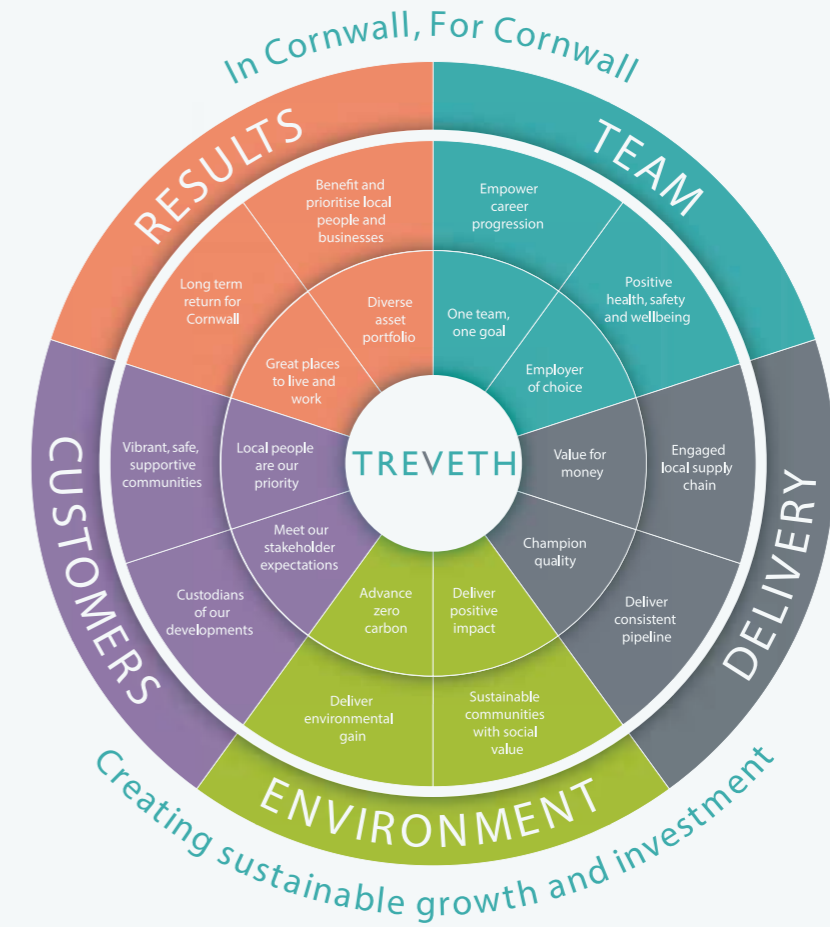 In Cornwall, For Cornwall
RESULTS
TEAM
DELIVERY
ENVIRONMENT
CUSTOMERS
Benefit and
prioritise local
people and
businesses
Long term
return for
Cornwall
Diverse
asset
portfolio
Great places
to live and
work
Empower
career
progression
Positive
health, safety
and wellbeing
One team,
one goal
Employer
of choice
Engaged
local supply
chain
Deliver
consistent
pipeline
Value for
money
Champion
quality
Sustainable
communities
with social
value
Deliver
environmental
gain
Deliver
positive
impact
Advance
zero
carbon
Custodians
of our
developments
Vibrant, safe,
supportive
communities
Meet our
stakeholder
expectations
Local people
are our
priority
TREVETH
Creating sustainable growth and investment